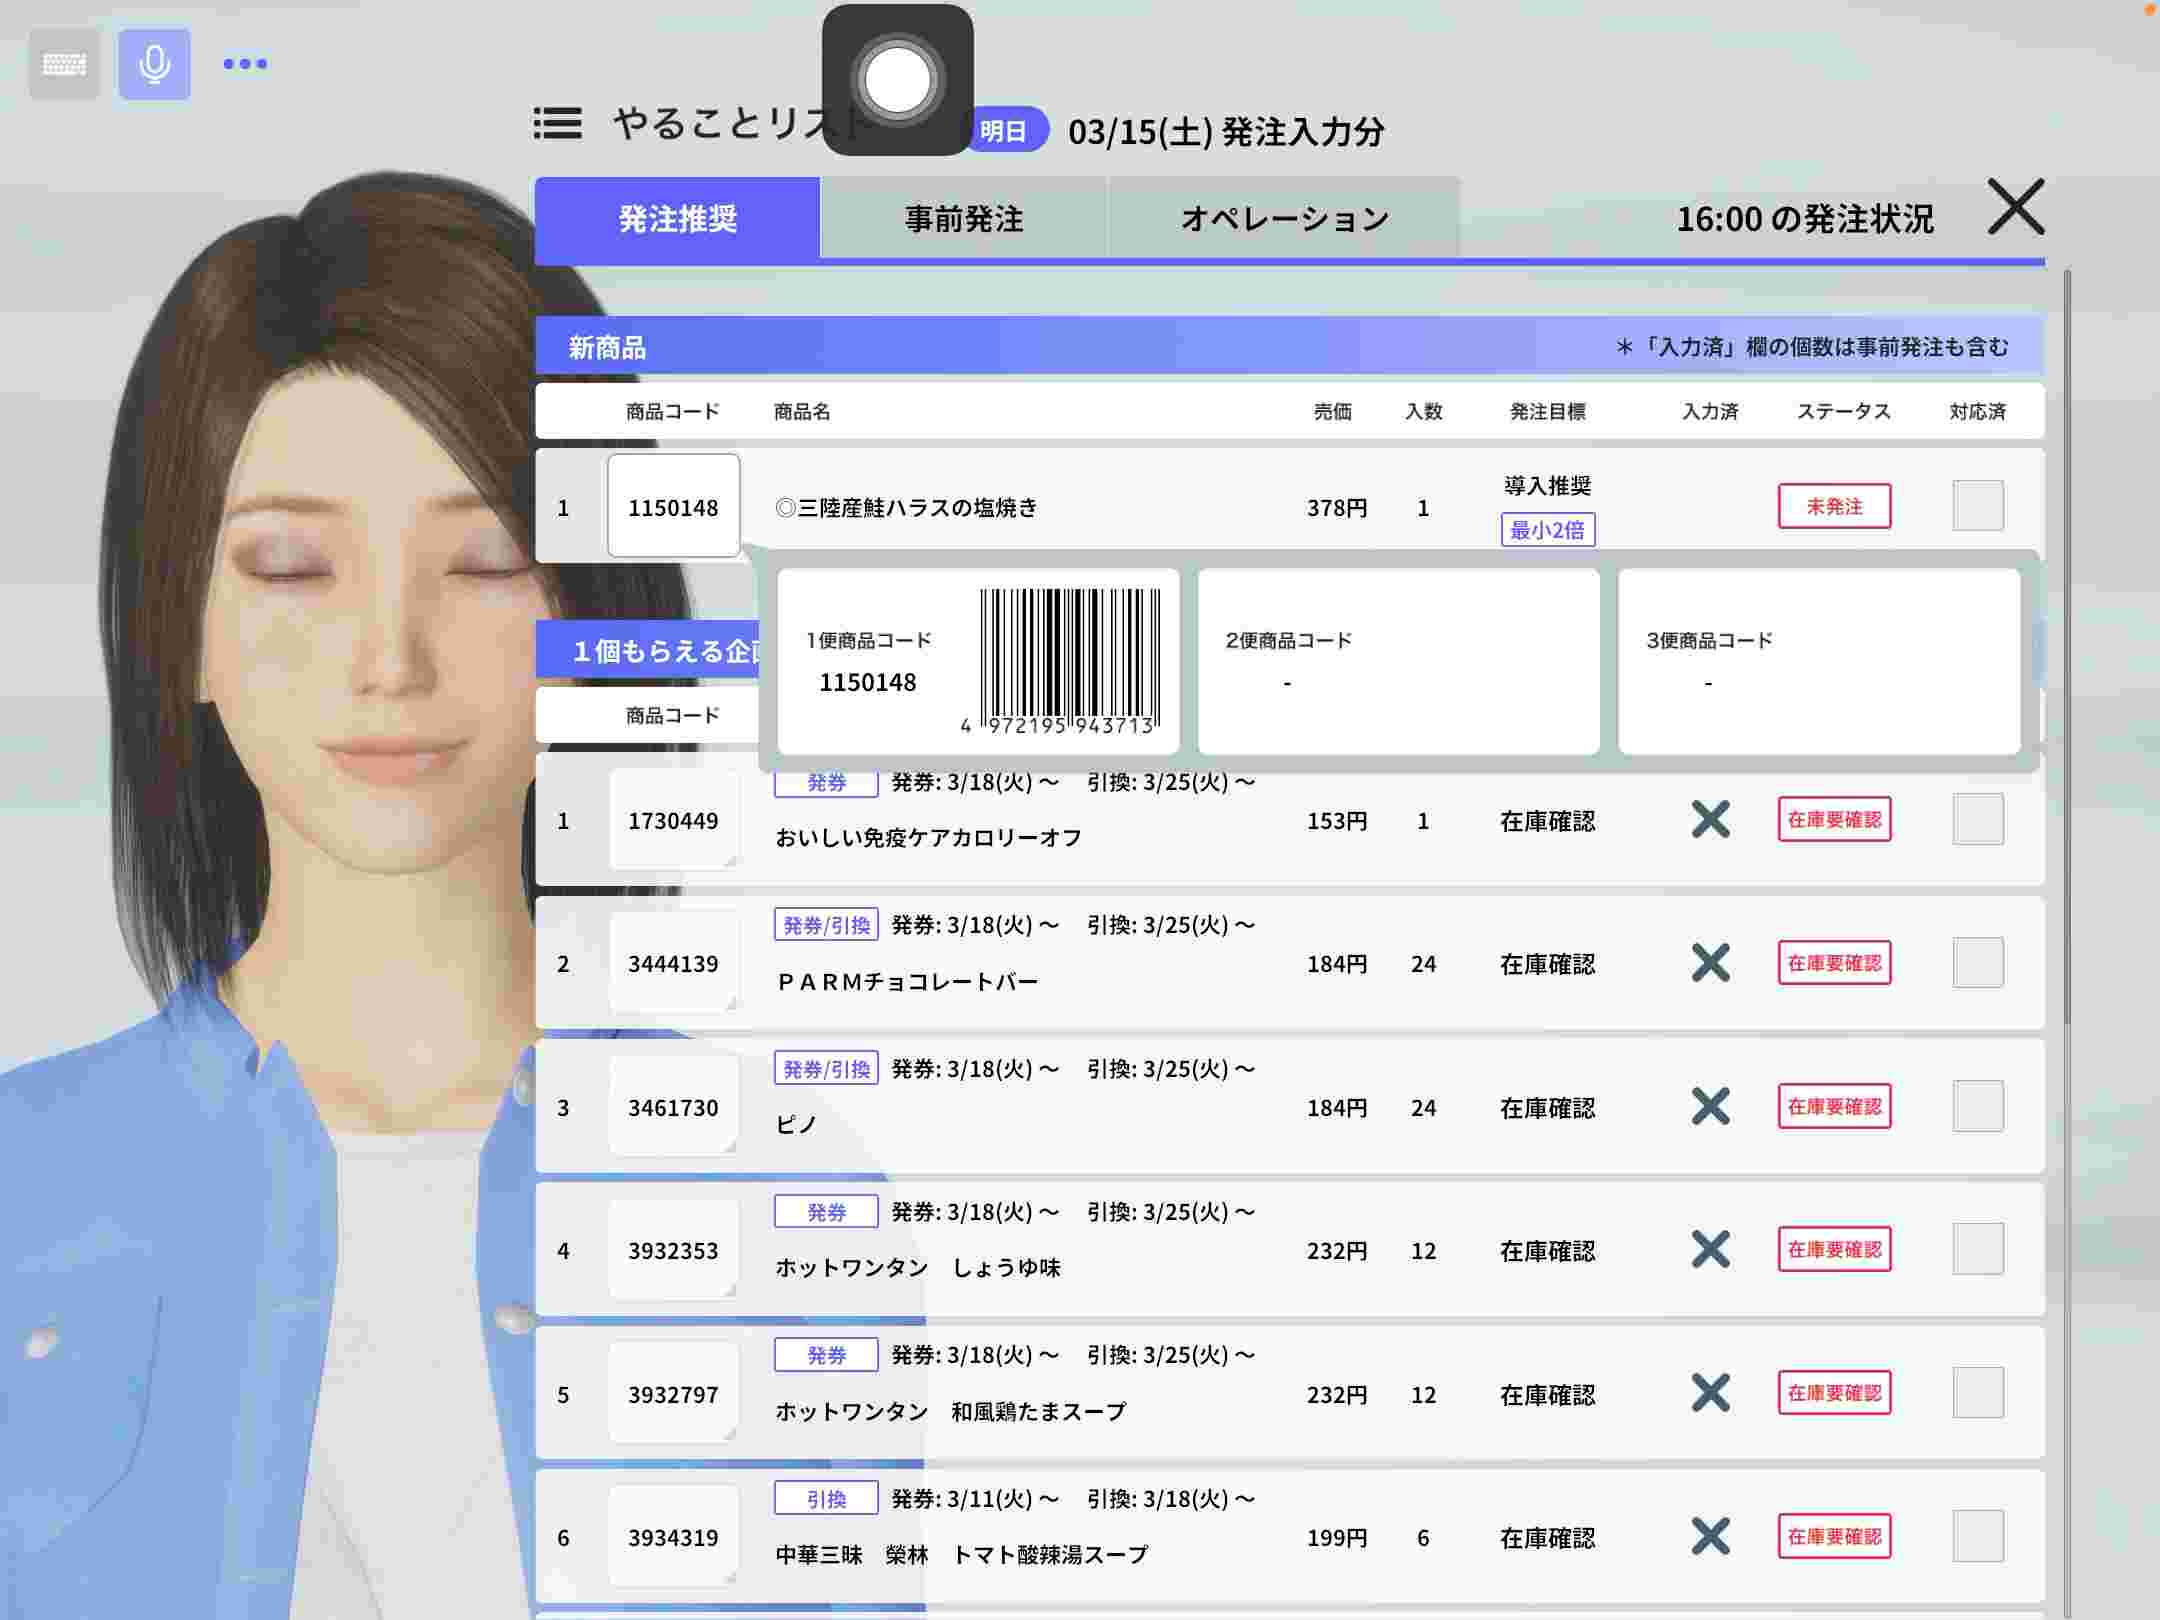 やることリスト
明日 03/15(土) 発注入力分
発注推奨 事前発注 オペレーション 16:00 の発注状況
新商品 ＊「入力済」欄の個数は事前発注も含む
商品コード 商品名 売価 入数 発注目標 入力済 ステータス 対応済
1 1150148 ◎三陸産鮭ハラスの塩焼き 378円 1 導入推奨 未発注
最小2倍
1便商品コード 2便商品コード 3便商品コード
1150148 - -
4 972195 943713
１個もらえる企
商品コード
発券 発券: 3/18(火) ～ 引換: 3/25(火) ～
1 1730449 おいしい免疫ケアカロリーオフ 153円 1 在庫確認 在庫要確認
発券/引換 発券: 3/18(火) ～ 引換: 3/25(火) ～
2 3444139 ＰＡＲＭチョコレートバー 184円 24 在庫確認 在庫要確認
発券/引換 発券: 3/18(火) ～ 引換: 3/25(火) ～
3 3461730 ピノ 184円 24 在庫確認 在庫要確認
発券 発券: 3/18(火) ～ 引換: 3/25(火) ～
4 3932353 ホットワンタン　しょうゆ味 232円 12 在庫確認 在庫要確認
発券 発券: 3/18(火) ～ 引換: 3/25(火) ～
5 3932797 ホットワンタン　和風鶏たまスープ 232円 12 在庫確認 在庫要確認
引換 発券: 3/11(火) ～ 引換: 3/18(火) ～
6 3934319 中華三昧　榮林　トマト酸辣湯スープ 199円 6 在庫確認 在庫要確認